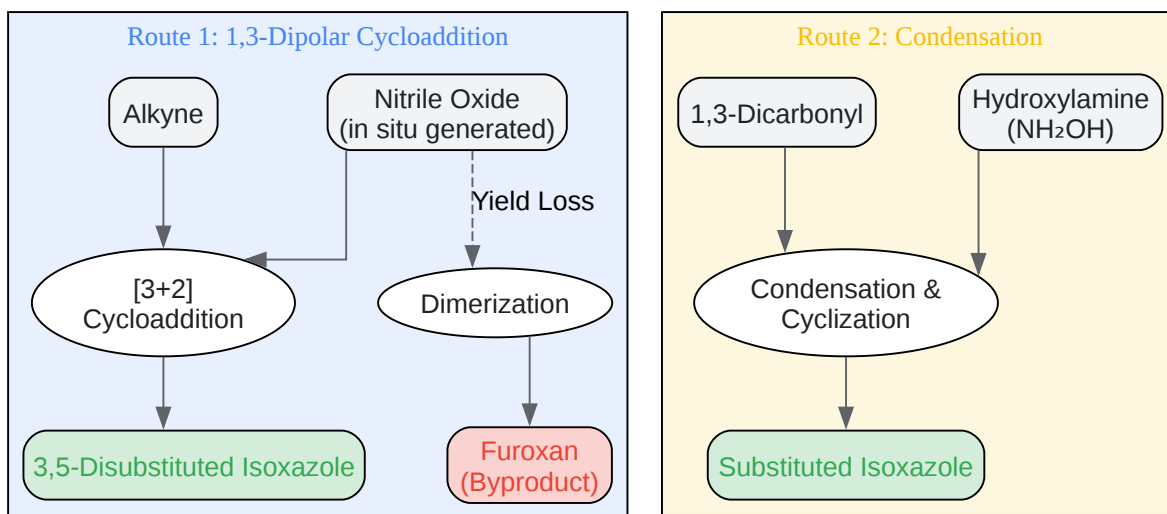 Route 1: 1,3-Dipolar Cycloaddition
Alkyne
Nitrile Oxide
(in situ generated)
Yield Loss
[3+2]
Cycloaddition
Dimerization
3,5-Disubstituted Isoxazole
Furoxan
(Byproduct)
Route 2: Condensation
1,3-Dicarbonyl
Hydroxylamine
(NH₂OH)
Condensation &
Cyclization
Substituted Isoxazole